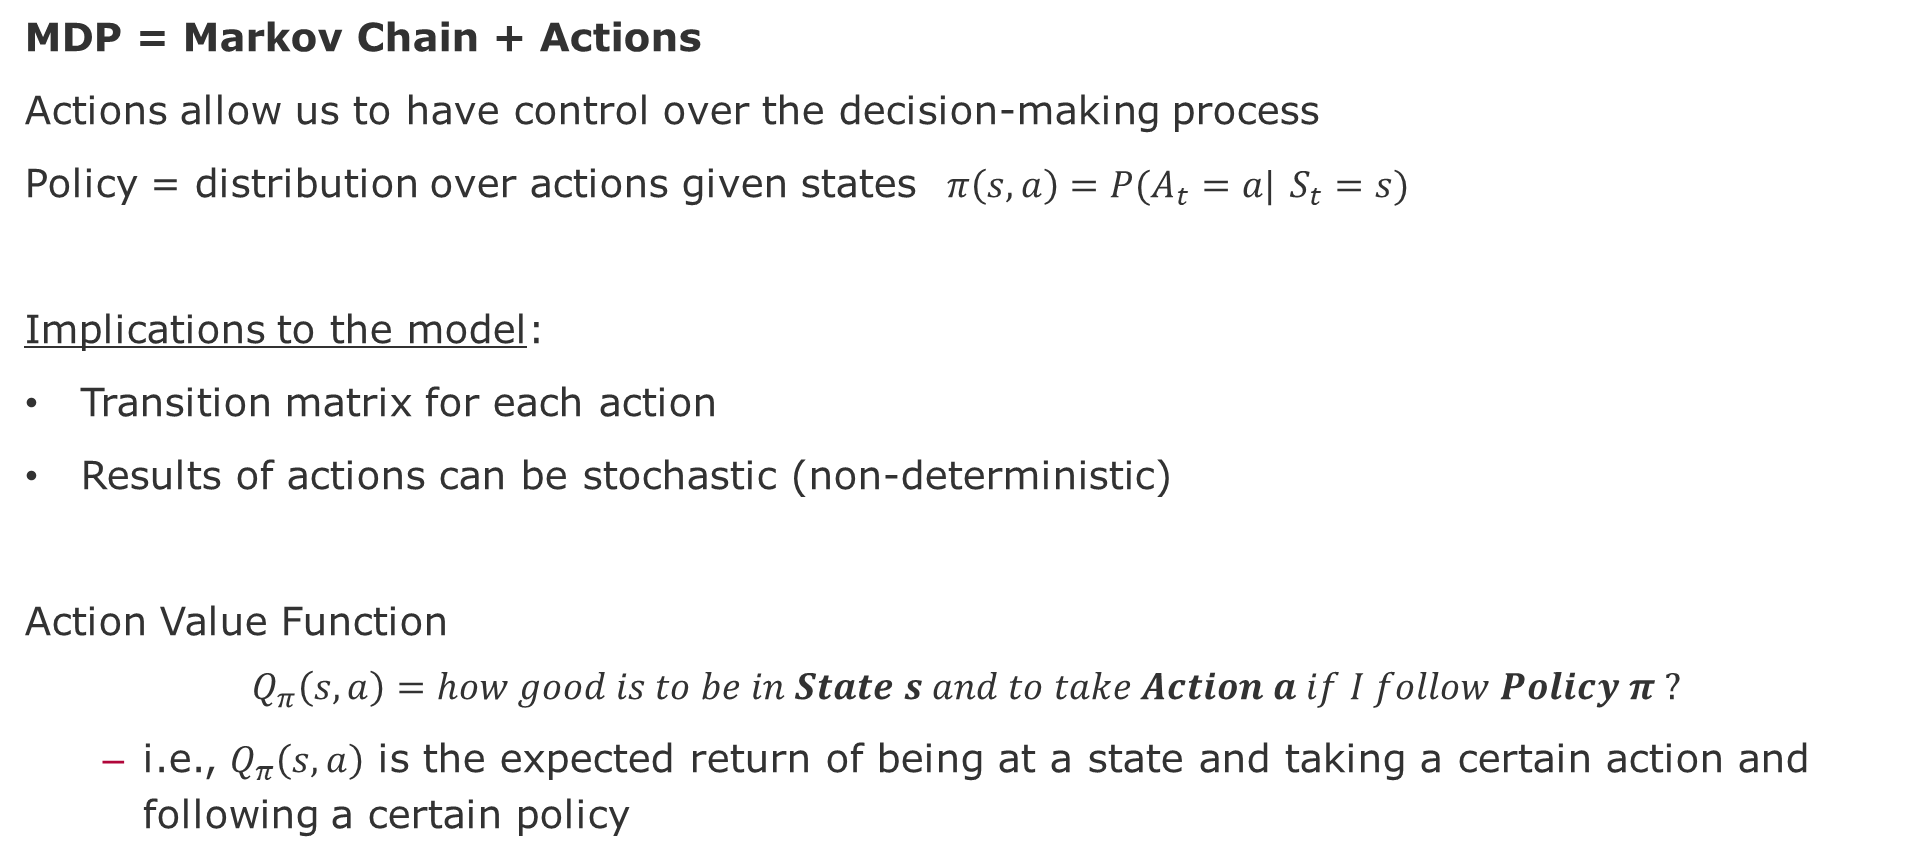 MDP = Markov Chain + Actions
Actions allow us to have control over the decision-making process
Policy = distribution over actions given states π(s, a) = P(Aₜ = a| Sₜ = s)
Implications to the model:
• Transition matrix for each action
• Results of actions can be stochastic (non-deterministic)
Action Value Function
Q_π(s, a) = how good is to be in State s and to take Action a if I follow Policy π ?
– i.e., Q_π(s, a) is the expected return of being at a state and taking a certain action and
following a certain policy